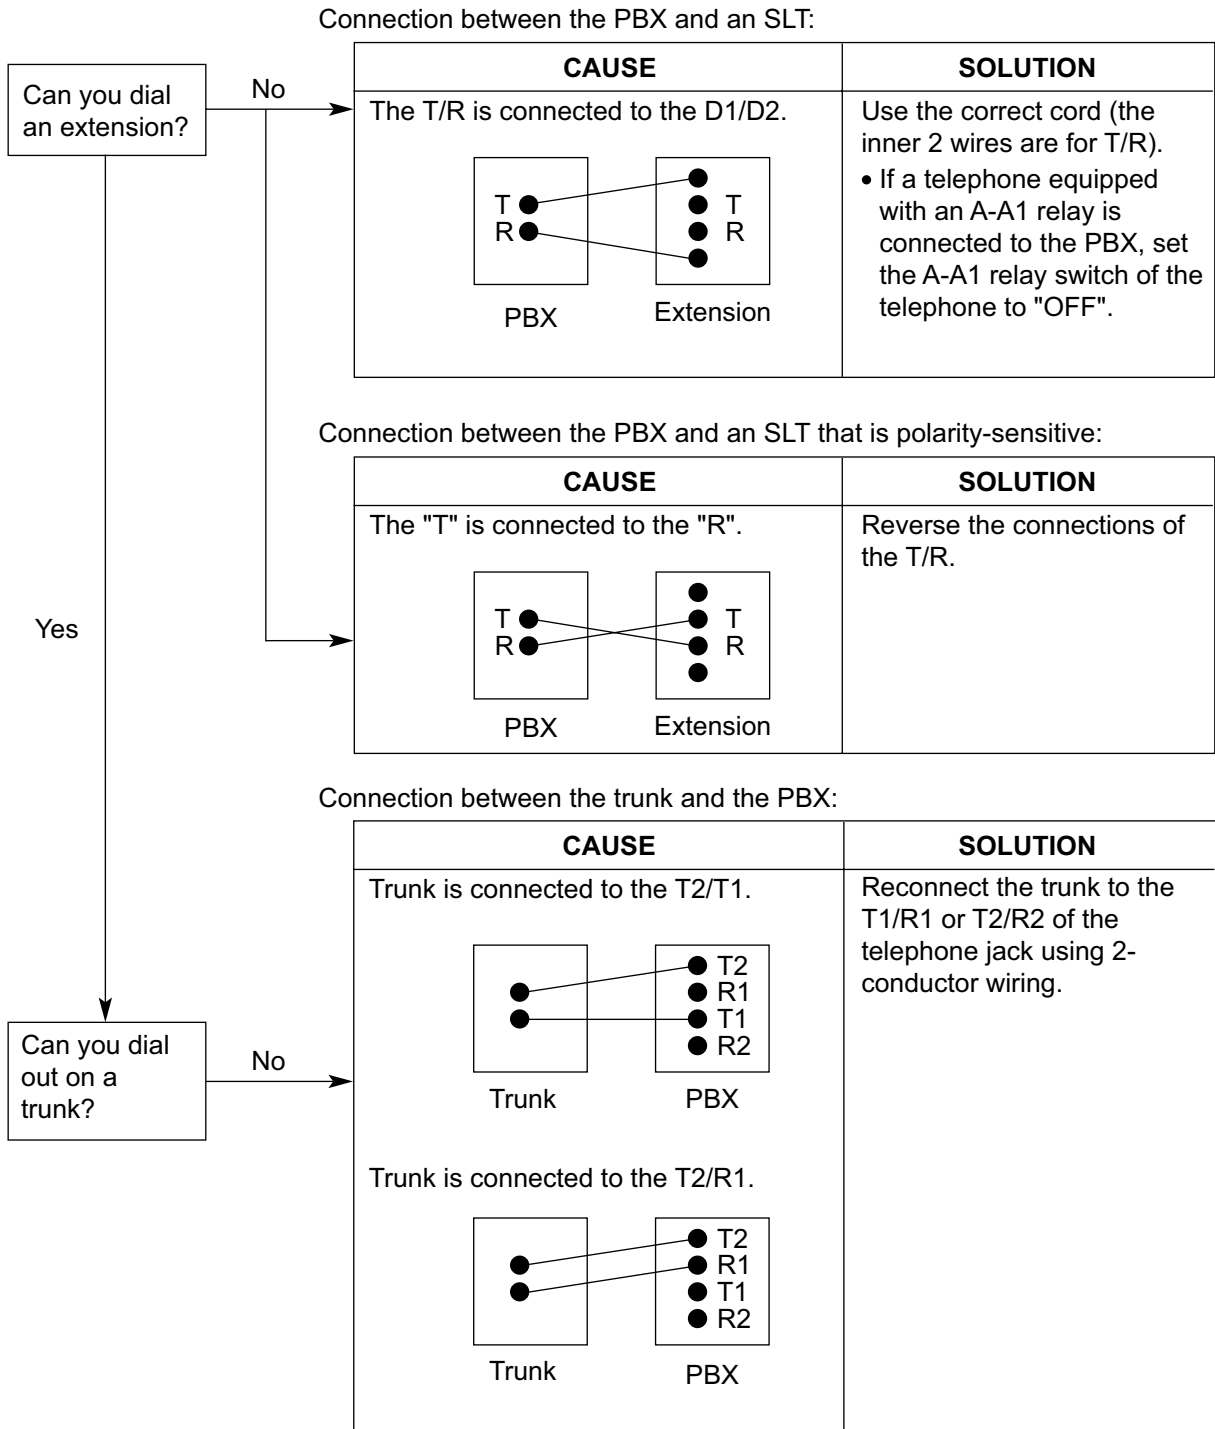 Connection between the PBX and an SLT:
Can you dial
an extension?
No
CAUSE
SOLUTION
The T/R is connected to the D1/D2.
T
R
T
R
PBX
Extension
Use the correct cord (the
inner 2 wires are for T/R).
• If a telephone equipped
with an A-A1 relay is
connected to the PBX, set
the A-A1 relay switch of the
telephone to "OFF".
Connection between the PBX and an SLT that is polarity-sensitive:
CAUSE
SOLUTION
The "T" is connected to the "R".
T
R
T
R
PBX
Extension
Reverse the connections of
the T/R.
Yes
Connection between the trunk and the PBX:
Can you dial
out on a
trunk?
No
CAUSE
SOLUTION
Trunk is connected to the T2/T1.
T2
R1
T1
R2
Trunk
PBX
Trunk is connected to the T2/R1.
T2
R1
T1
R2
Trunk
PBX
Reconnect the trunk to the
T1/R1 or T2/R2 of the
telephone jack using 2-
conductor wiring.